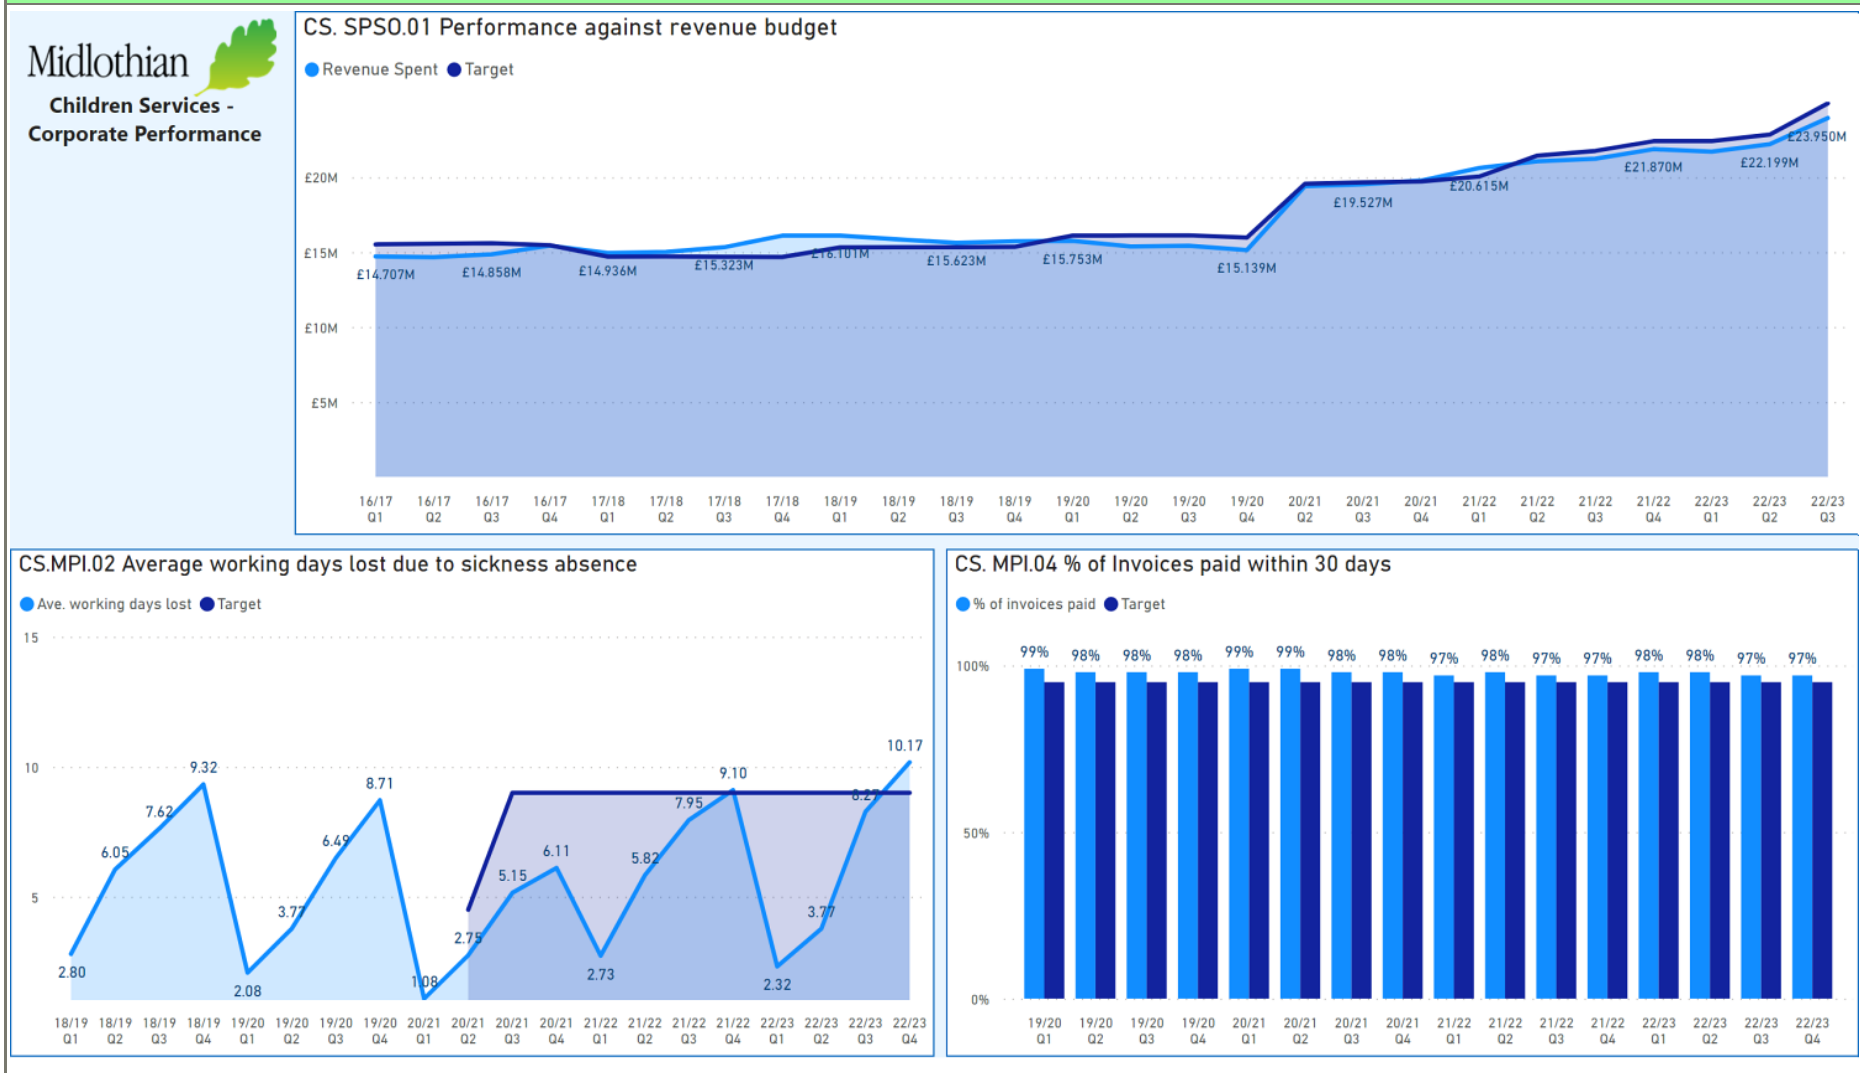 Midlothian
Children Services -
Corporate Performance
CS. SPSO.01 Performance against revenue budget
Revenue Spent Target
£20M
£15M
£10M
£5M
£14.707M £14.858M £14.936M £15.323M £16.101M £15.623M £15.753M £15.139M £19.527M £20.615M £21.870M £22.199M £23.950M
16/17 16/17 16/17 16/17 17/18 17/18 17/18 17/18 18/19 18/19 18/19 18/19 19/20 19/20 19/20 19/20 20/21 20/21 20/21 21/22 21/22 21/22 21/22 22/23 22/23 22/23
Q1 Q2 Q3 Q4 Q1 Q2 Q3 Q4 Q1 Q2 Q3 Q4 Q1 Q2 Q3 Q4 Q2 Q3 Q4 Q1 Q2 Q3 Q4 Q1 Q2 Q3
CS.MPI.02 Average working days lost due to sickness absence
Ave. working days lost Target
15
10
5
2.80 6.05 7.62 9.32 2.08 3.77 6.49 8.71 1.08 2.75 5.15 6.11 2.73 5.82 7.95 9.10 2.32 3.77 8.27 10.17
18/19 18/19 18/19 18/19 19/20 19/20 19/20 19/20 20/21 20/21 20/21 20/21 21/22 21/22 21/22 21/22 22/23 22/23 22/23 22/23
Q1 Q2 Q3 Q4 Q1 Q2 Q3 Q4 Q1 Q2 Q3 Q4 Q1 Q2 Q3 Q4 Q1 Q2 Q3 Q4
CS. MPI.04 % of Invoices paid within 30 days
% of invoices paid Target
99% 98% 98% 98% 99% 99% 98% 98% 97% 98% 97% 97% 98% 98% 97% 97%
100%
50%
0%
19/20 19/20 19/20 19/20 20/21 20/21 20/21 20/21 21/22 21/22 21/22 21/22 22/23 22/23 22/23 22/23
Q1 Q2 Q3 Q4 Q1 Q2 Q3 Q4 Q1 Q2 Q3 Q4 Q1 Q2 Q3 Q4